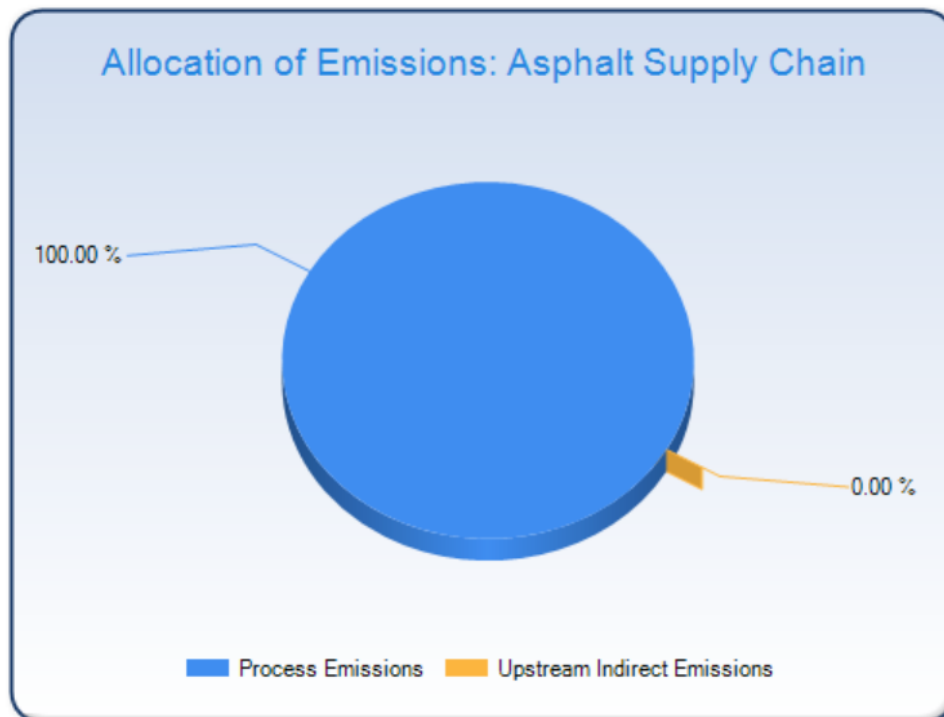 Allocation of Emissions: Asphalt Supply Chain
100.00 %
0.00 %
Process Emissions
Upstream Indirect Emissions